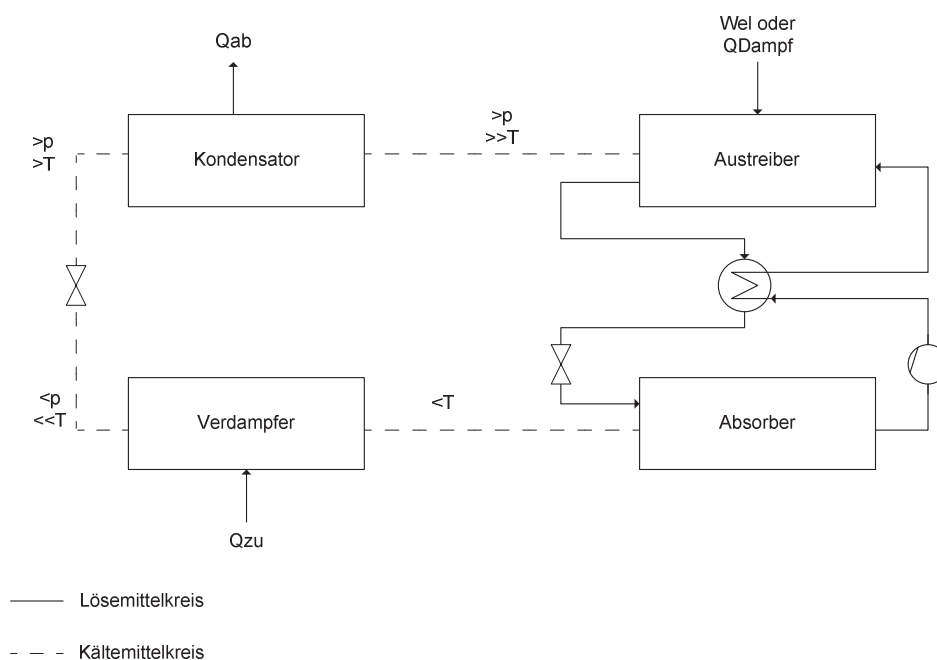 Qab
Wel oder
QDampf
>p
>T
Kondensator
>p
>>T
Austreiber
<p
<<T
Verdampfer
<T
Absorber
Qzu
Lösemittelkreis
Kältemittelkreis